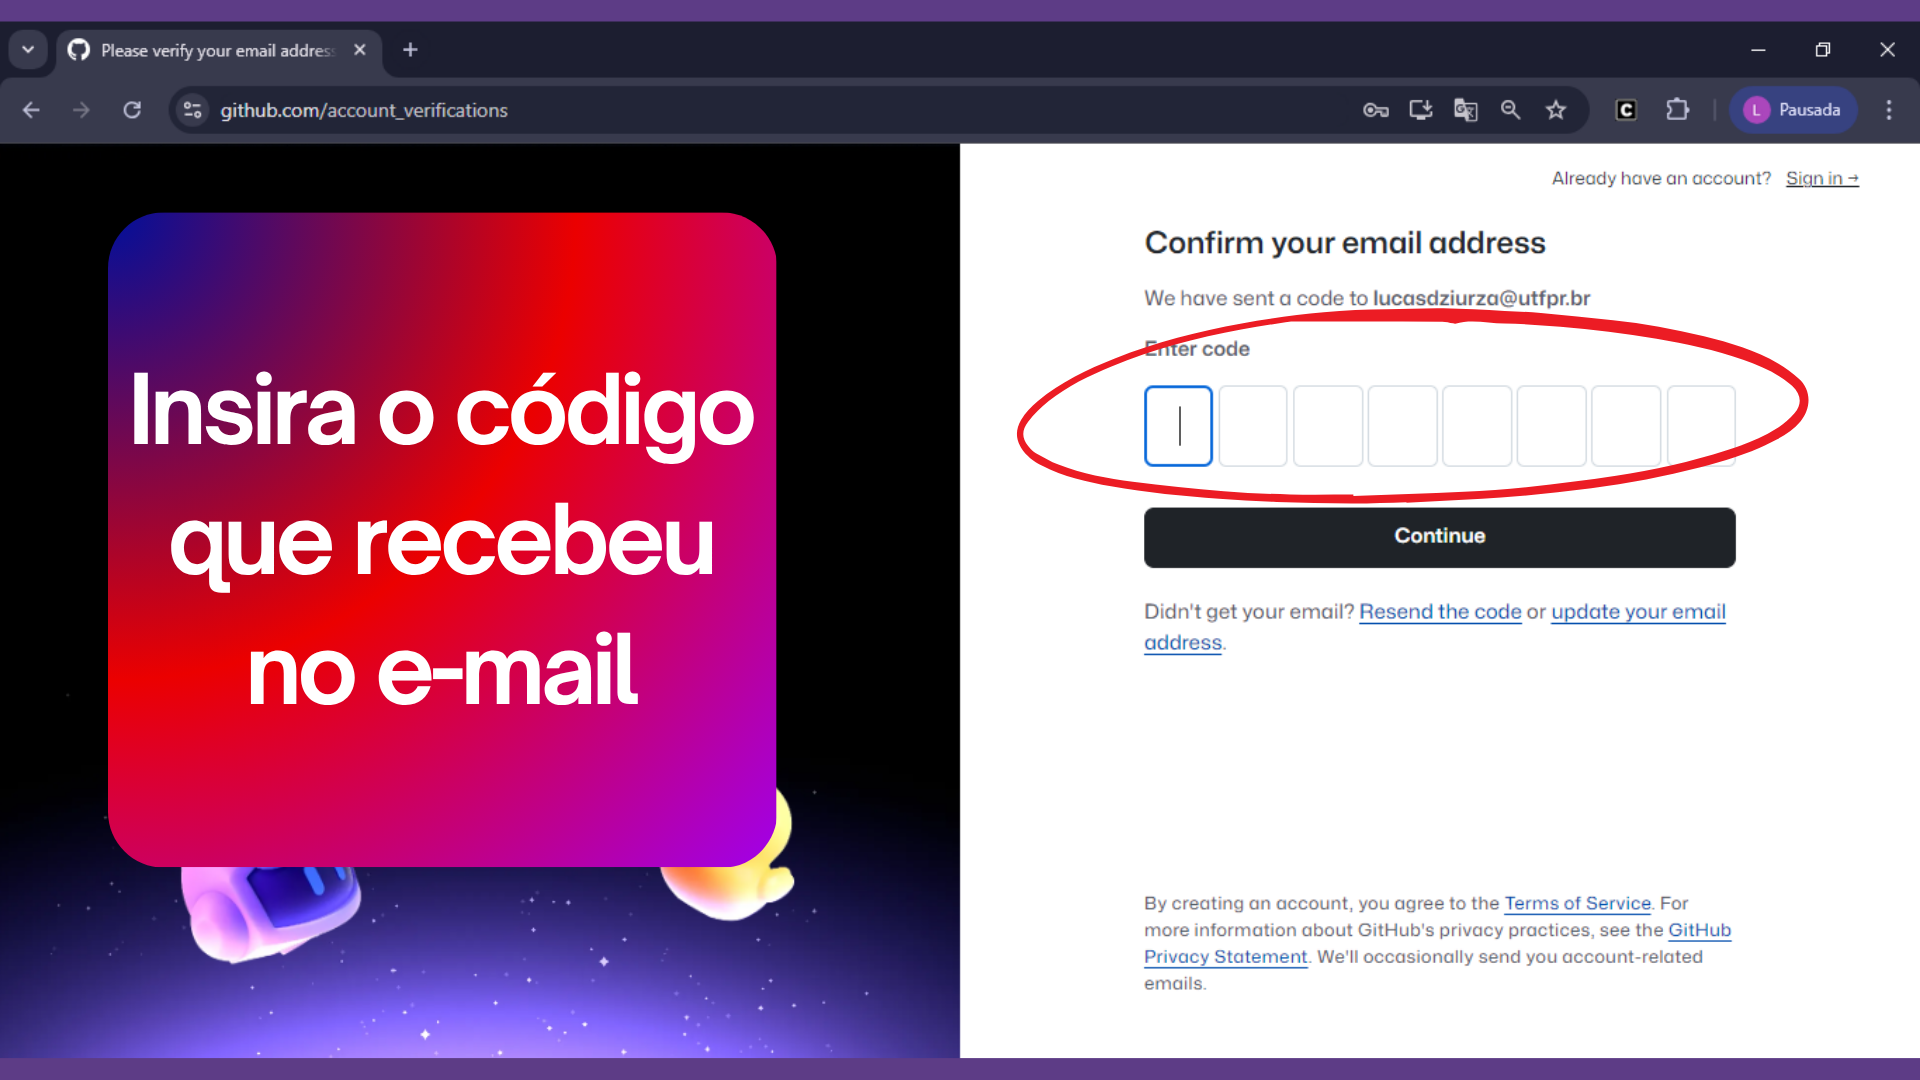 Please verify your email addres
github.com/account_verifications
L Pausada
Insira o código
que recebeu
no e-mail
Already have an account? Sign in →
Confirm your email address
We have sent a code to lucasdziurza@utfpr.br
Enter code
Continue
Didn't get your email? Resend the code or update your email
address.
By creating an account, you agree to the Terms of Service. For
more information about GitHub's privacy practices, see the GitHub
Privacy Statement. We'll occasionally send you account-related
emails.